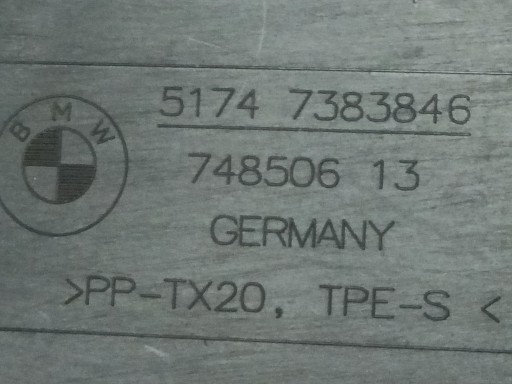 BMW
5174 7383846
748506 13
GERMANY
>PP-TX20, TPE-S <